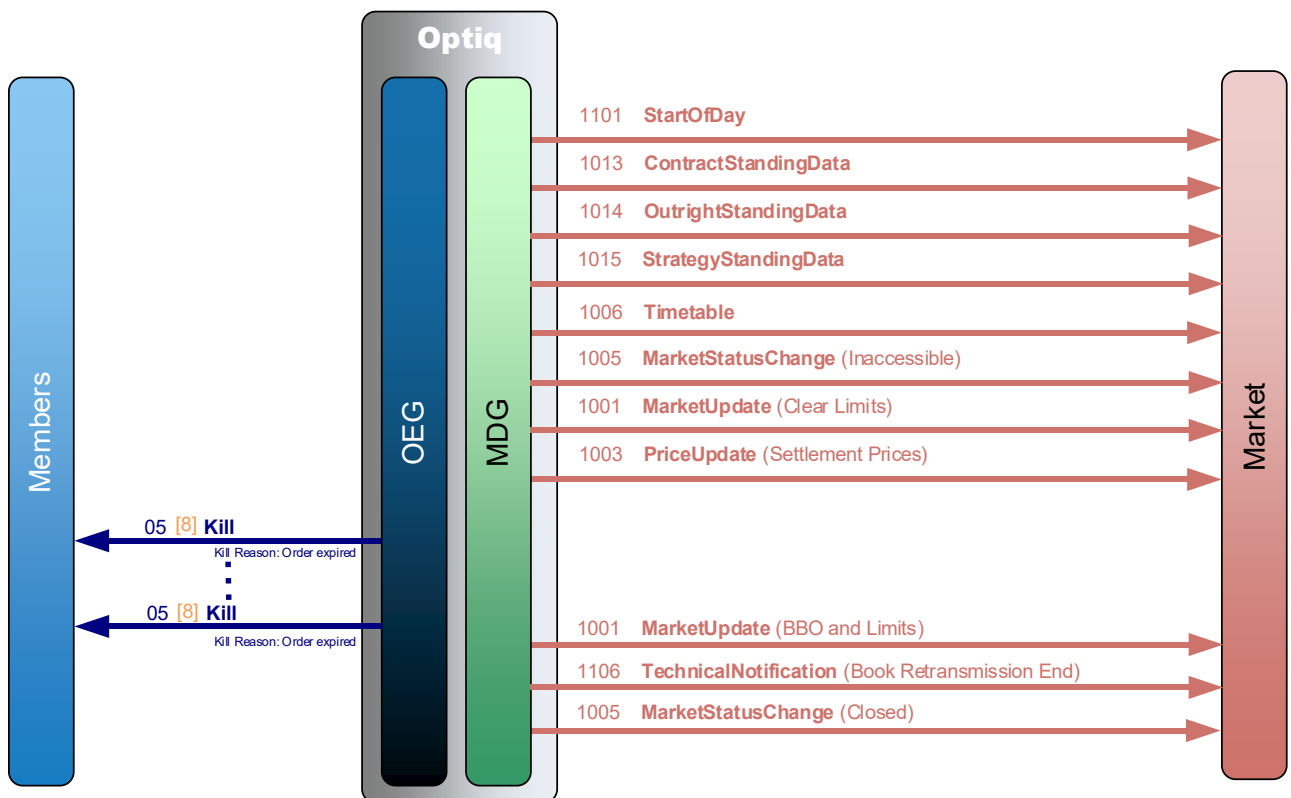 Optiq
Members
OEG
MDG
Market
1101 StartOfDay
1013 ContractStandingData
1014 OutrightStandingData
1015 StrategyStandingData
1006 Timetable
1005 MarketStatusChange (Inaccessible)
1001 MarketUpdate (Clear Limits)
1003 PriceUpdate (Settlement Prices)
05 [8] Kill
Kill Reason: Order expired
05 [8] Kill
Kill Reason: Order expired
1001 MarketUpdate (BBO and Limits)
1106 TechnicalNotification (Book Retransmission End)
1005 MarketStatusChange (Closed)